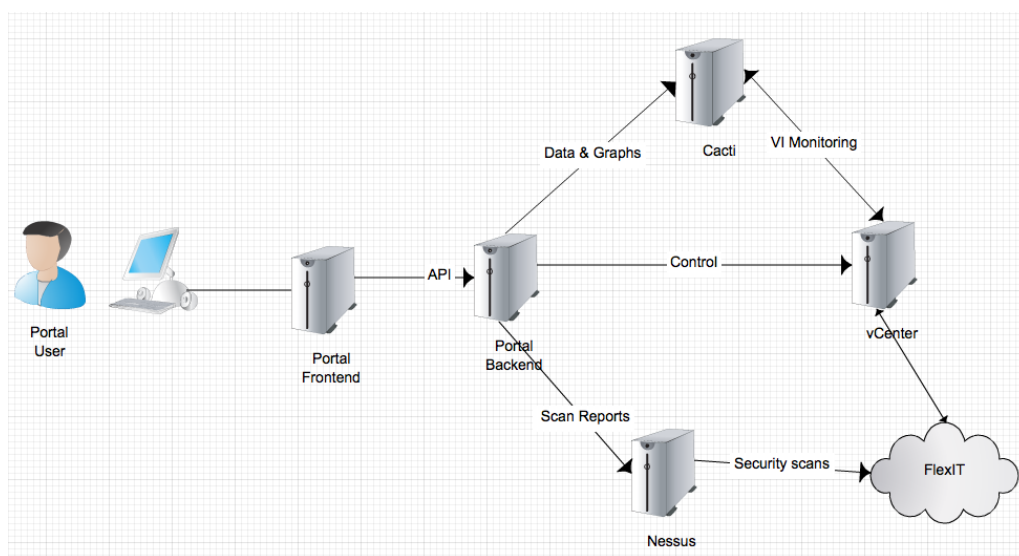 Cacti
VI Monitoring
Data & Graphs
API
Control
Portal
User
Portal
Frontend
Portal
Backend
vCenter
Scan Reports
Security scans
FlexIT
Nessus